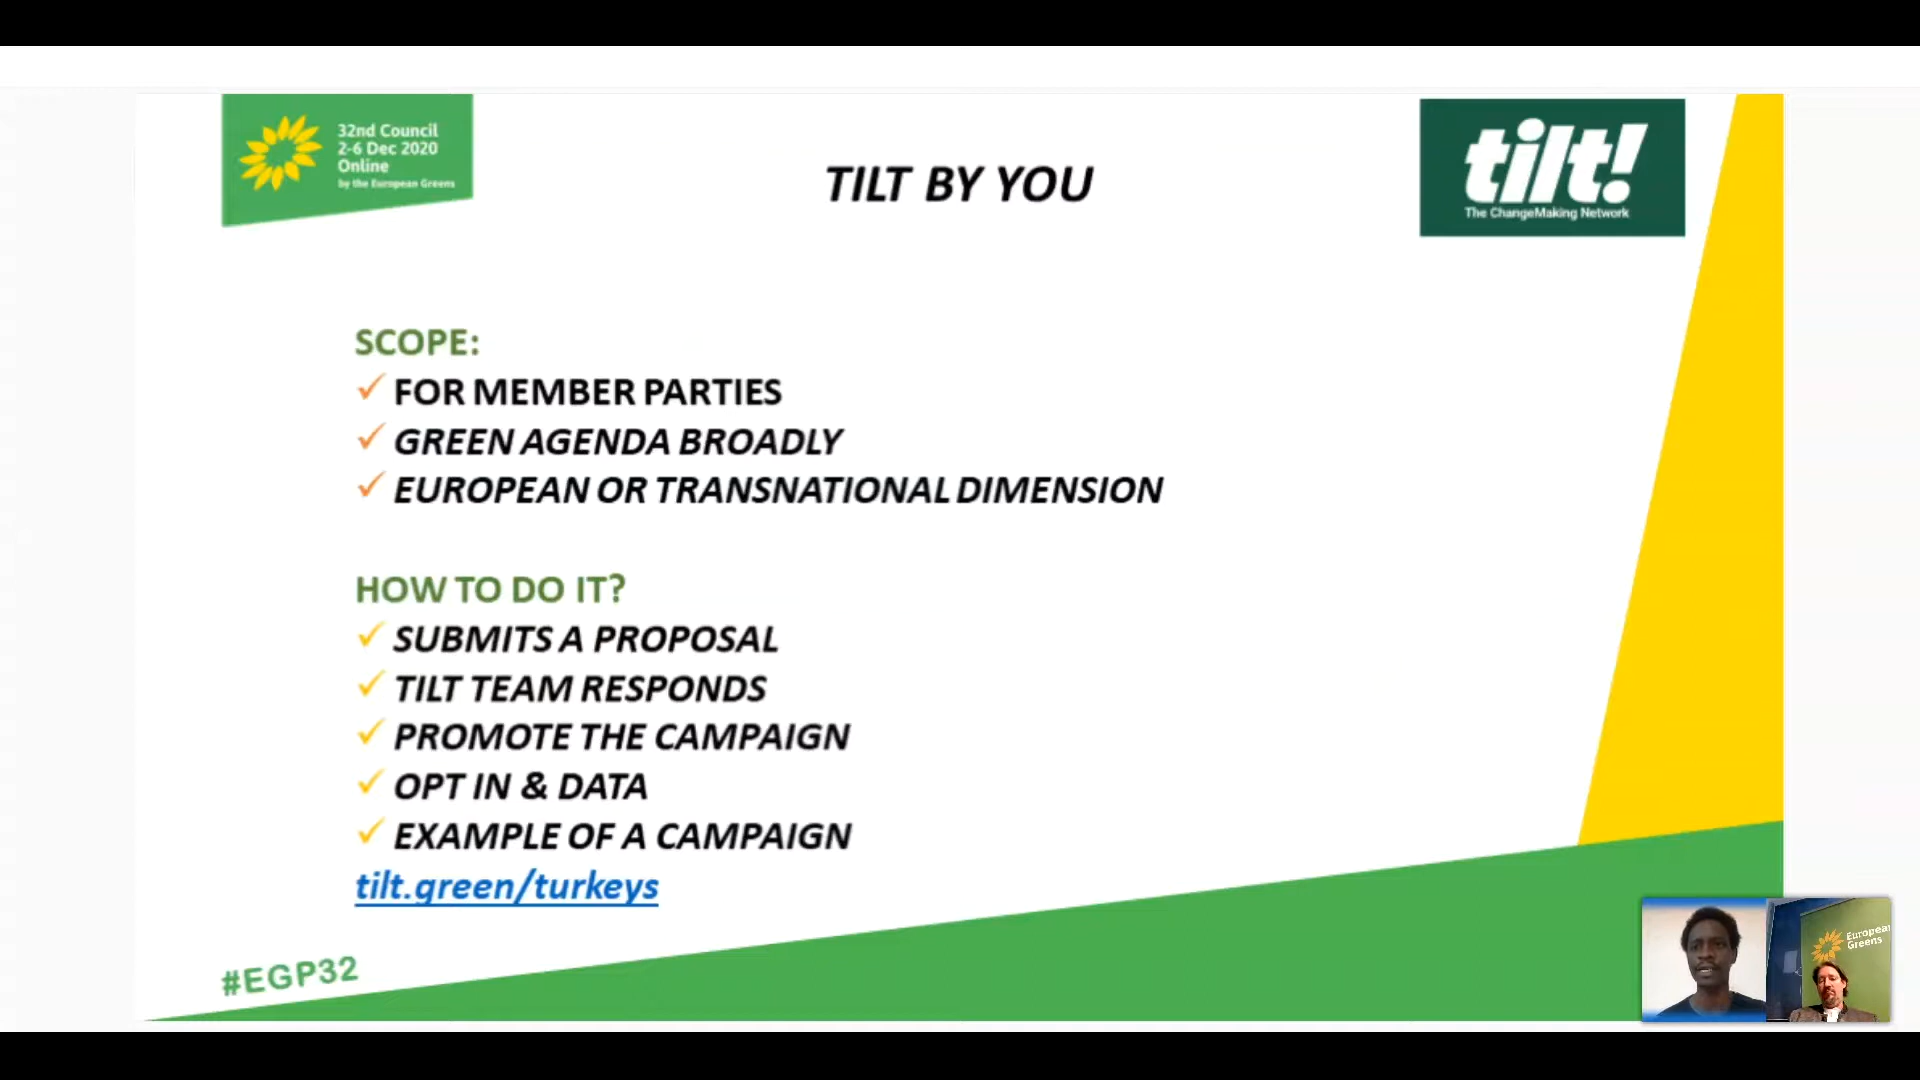 32nd Council
2-6 Dec 2020
Online
by the European Greens
TILT BY YOU
tilt!
The ChangeMaking Network
SCOPE:
FOR MEMBER PARTIES
GREEN AGENDA BROADLY
EUROPEAN OR TRANSNATIONAL DIMENSION
HOW TO DO IT?
SUBMITS A PROPOSAL
TILT TEAM RESPONDS
PROMOTE THE CAMPAIGN
OPT IN & DATA
EXAMPLE OF A CAMPAIGN
tilt.green/turkeys
#EGP32
European
Greens